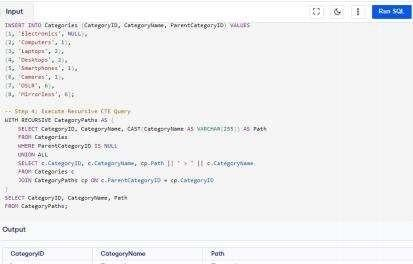 Input
Run SQL
INSERT INTO Categories (CategoryID, CategoryName, ParentCategoryID) VALUES
(1, 'Electronics', NULL),
(2, 'Computers', 1),
(3, 'Laptops', 2),
(4, 'Desktops', 2),
(5, 'Smartphones', 1),
(6, 'Cameras', 1),
(7, 'DSLR', 6),
(8, 'Mirrorless', 6);
-- Step 4: Execute Recursive CTE Query
WITH RECURSIVE CategoryPaths AS (
SELECT CategoryID, CategoryName, CAST(CategoryName AS VARCHAR(255)) AS Path
FROM Categories
WHERE ParentCategoryID IS NULL
UNION ALL
SELECT c.CategoryID, c.CategoryName, cp.Path || ' > ' || c.CategoryName
FROM Categories c
JOIN CategoryPaths cp ON c.ParentCategoryID = cp.CategoryID
)
SELECT CategoryID, CategoryName, Path
FROM CategoryPaths;
Output
CategoryID CategoryName Path